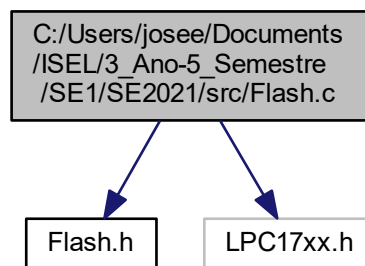 C:/Users/josee/Documents
/ISEL/3_Ano-5_Semestre
/SE1/SE2021/src/Flash.c
Flash.h
LPC17xx.h